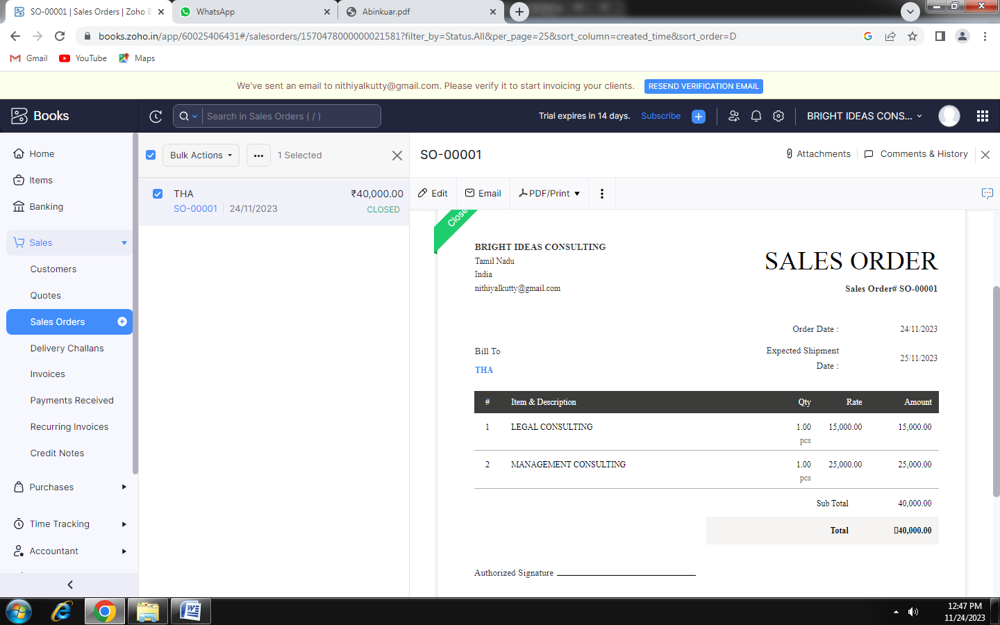 SO-00001 | Sales Orders | Zoho B
WhatsApp
Abinkuar.pdf
books.zoho.in/app/60025406431#/salesorders/1570478000000021581?filter_by=Status.All&per_page=25&sort_column=created_time&sort_order=D
Gmail
YouTube
Maps
We've sent an email to nithiyalkutty@gmail.com. Please verify it to start invoicing your clients.
RESEND VERIFICATION EMAIL
Books
Search in Sales Orders ( / )
Trial expires in 14 days.
Subscribe
BRIGHT IDEAS CONS...
Home
Items
Banking
Sales
Customers
Quotes
Sales Orders
Delivery Challans
Invoices
Payments Received
Recurring Invoices
Credit Notes
Purchases
Time Tracking
Accountant
Bulk Actions
1 Selected
THA
₹40,000.00
SO-00001
24/11/2023
CLOSED
SO-00001
Attachments
Comments & History
Edit
Email
PDF/Print
Close
BRIGHT IDEAS CONSULTING
Tamil Nadu
India
nithiyalkutty@gmail.com
SALES ORDER
Sales Order# SO-00001
Order Date :
24/11/2023
Expected Shipment
Date :
25/11/2023
Bill To
THA
# Item & Description Qty Rate Amount
1 LEGAL CONSULTING 1.00 15,000.00 15,000.00
pcs
2 MANAGEMENT CONSULTING 1.00 25,000.00 25,000.00
pcs
Sub Total 40,000.00
Total 40,000.00
Authorized Signature
12:47 PM
11/24/2023